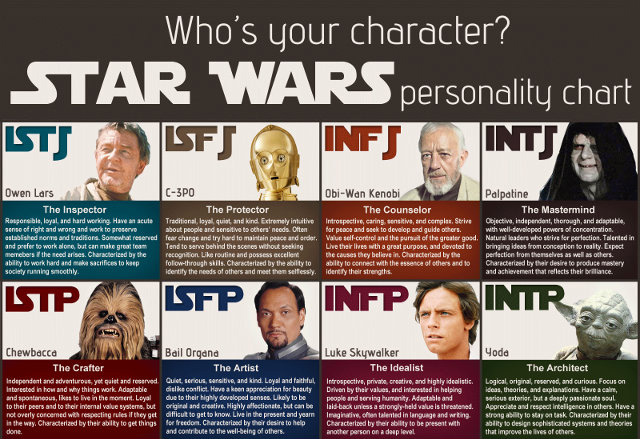 Who's your character?
STAR WARS personality chart
ISTJ
Owen Lars
The Inspector
Responsible, loyal, and hard working. Have an acute
sense of right and wrong and work to preserve
established norms and traditions. Somewhat reserved
and prefer to work alone, but can make great team
members if the need arises. Characterized by the
ability to work hard and make sacrifices to keep
society running smoothly.
ISFJ
C-3PO
The Protector
Traditional, loyal, quiet, and kind. Extremely intuitive
about people and sensitive to others' needs. Often
fear change and try hard to maintain peace and order.
Tend to serve behind the scenes without seeking
recognition. Like routine and possess excellent
follow-through skills. Characterized by the ability to
identify the needs of others and meet them selflessly.
INFJ
Obi-Wan Kenobi
The Counselor
Introspective, caring, sensitive, and complex. Strive
for peace and seek to develop and guide others.
Value self-control and the pursuit of the greater good.
Live their lives with a great purpose, and devoted to
the causes they believe in. Characterized by the
ability to connect with the essence of others and to
identify their strengths.
INTJ
Palpatine
The Mastermind
Objective, independent, thorough, and adaptable,
with well-developed powers of concentration.
Natural leaders who strive for perfection. Talented in
bringing ideas from conception to reality. Expect
perfection from themselves as well as others.
Characterized by their desire to produce mastery
and achievement that reflects their brilliance.
ISTP
Chewbacca
The Crafter
Independent and adventurous, yet quiet and reserved.
Interested in how and why things work. Adaptable
and spontaneous, likes to live in the moment. Loyal
to their peers and to their internal value systems, but
not overly concerned with respecting rules if they get
in the way. Characterized by their ability to get things
done.
ISFP
Bail Organa
The Artist
Quiet, serious, sensitive, and kind. Loyal and faithful,
dislike conflict. Have a keen appreciation for beauty
due to their highly developed senses. Likely to be
original and creative. Highly affectionate, but can be
difficult to get to know. Live in the present and yearn
for freedom. Characterized by their desire to help
and contribute to the well-being of others.
INFP
Luke Skywalker
The Idealist
Introspective, private, creative, and highly idealistic.
Driven by their values, and interested in helping
people and serving humanity. Adaptable and
laid-back unless a strongly-held value is threatened.
Imaginative, often talented in language and writing.
Characterized by their ability to be present with
another person on a deep level.
INTP
Yoda
The Architect
Logical, original, reserved, and curious. Focus on
ideas, theories, and explanations. Have a calm,
serious exterior, but a deeply passionate soul.
Appreciate and respect intelligence in others. Have a
strong ability to stay on task. Characterized by their
ability to design sophisticated systems and theories
that improve the lives of others.